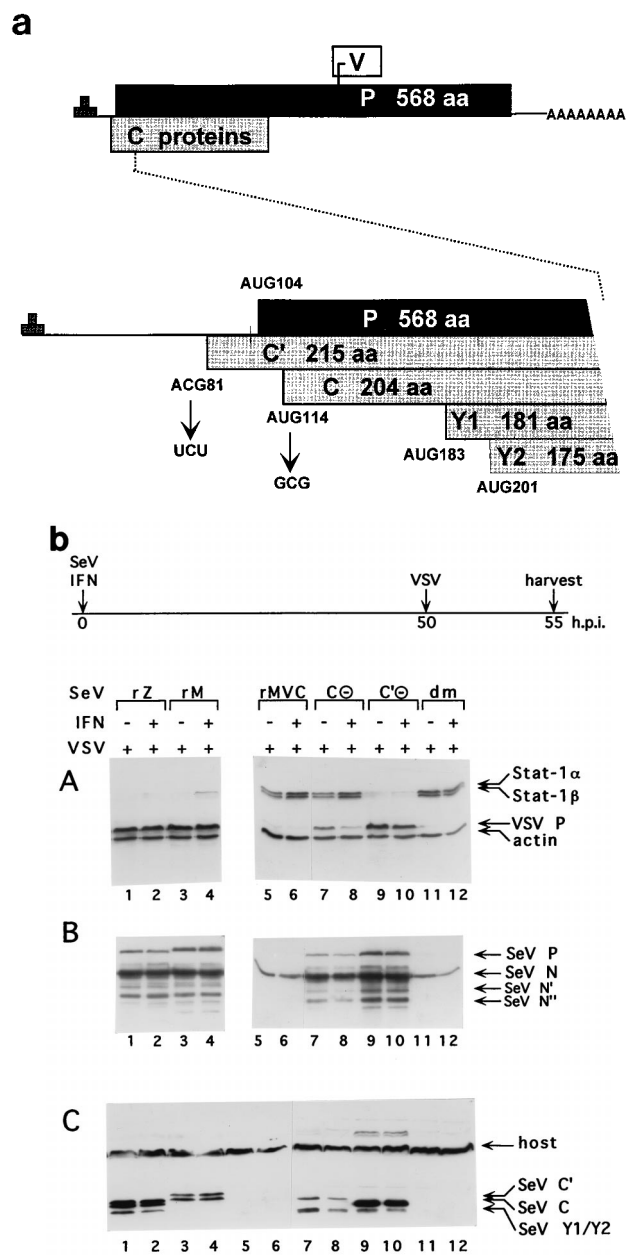 a
V
P 568 aa
AAAAAAAA
C proteins
AUG104
P 568 aa
C' 215 aa
ACG81
C 204 aa
UCU
AUG114
Y1 181 aa
GCG
AUG183
Y2 175 aa
AUG201
b
SeV
IFN
VSV
harvest
0
50
55 h.p.i.
SeV rZ rM rMVC C⊖ C'⊖ dm
IFN - + - + - + - + - + - +
VSV + + + + + + + + + + + +
A
Stat-1α
Stat-1β
VSV P
actin
1 2 3 4 5 6 7 8 9 10 11 12
B
SeV P
SeV N
SeV N'
SeV N"
1 2 3 4 5 6 7 8 9 10 11 12
C
host
SeV C'
SeV C
SeV Y1/Y2
1 2 3 4 5 6 7 8 9 10 11 12